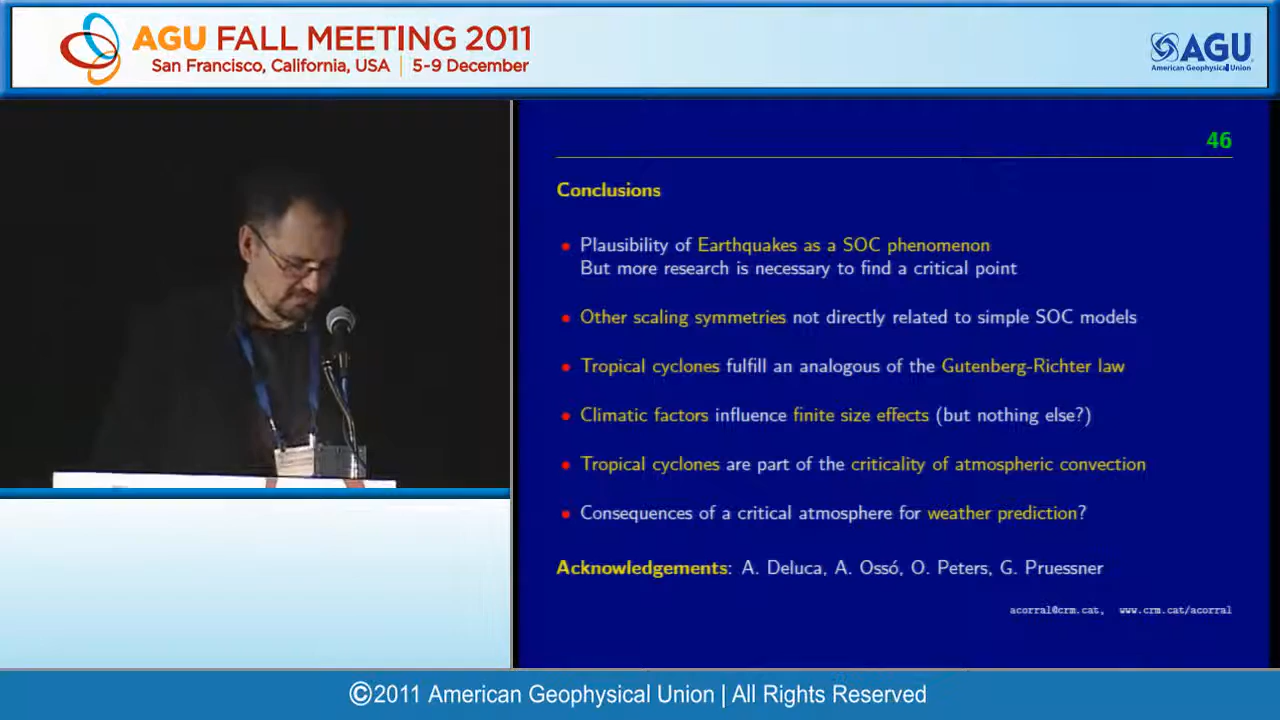 AGU FALL MEETING 2011
San Francisco, California, USA | 5-9 December
AGU
American Geophysical Union
46
Conclusions
• Plausibility of Earthquakes as a SOC phenomenon
But more research is necessary to find a critical point
• Other scaling symmetries not directly related to simple SOC models
• Tropical cyclones fulfill an analogous of the Gutenberg-Richter law
• Climatic factors influence finite size effects (but nothing else?)
• Tropical cyclones are part of the criticality of atmospheric convection
• Consequences of a critical atmosphere for weather prediction?
Acknowledgements: A. Deluca, A. Ossó, O. Peters, G. Pruessner
acorral@crm.cat, www.crm.cat/acorral
©2011 American Geophysical Union | All Rights Reserved